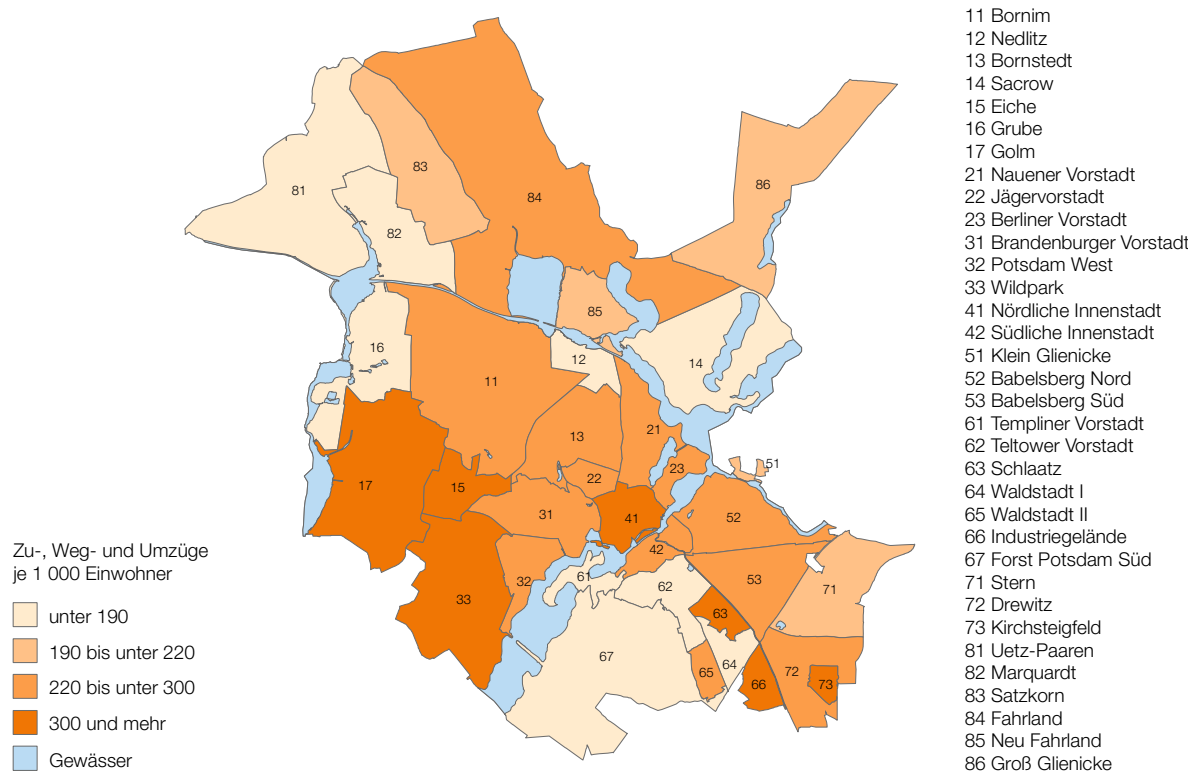 11 Bornim
12 Nedlitz
13 Bornstedt
14 Sacrow
15 Eiche
16 Grube
17 Golm
21 Nauener Vorstadt
22 Jägervorstadt
23 Berliner Vorstadt
31 Brandenburger Vorstadt
32 Potsdam West
33 Wildpark
41 Nördliche Innenstadt
42 Südliche Innenstadt
51 Klein Glienicke
52 Babelsberg Nord
53 Babelsberg Süd
61 Templiner Vorstadt
62 Teltower Vorstadt
63 Schlaatz
64 Waldstadt I
65 Waldstadt II
66 Industriegelände
67 Forst Potsdam Süd
71 Stern
72 Drewitz
73 Kirchsteigfeld
81 Uetz-Paaren
82 Marquardt
83 Satzkorn
84 Fahrland
85 Neu Fahrland
86 Groß Glienicke
83
81
84
86
82
85
16
12
14
11
13
21
51
22
23
17
15
31
41
52
42
32
61
62
53
71
33
63
67
64
65
72
66
73
Zu-, Weg- und Umzüge
je 1 000 Einwohner
unter 190
190 bis unter 220
220 bis unter 300
300 und mehr
Gewässer